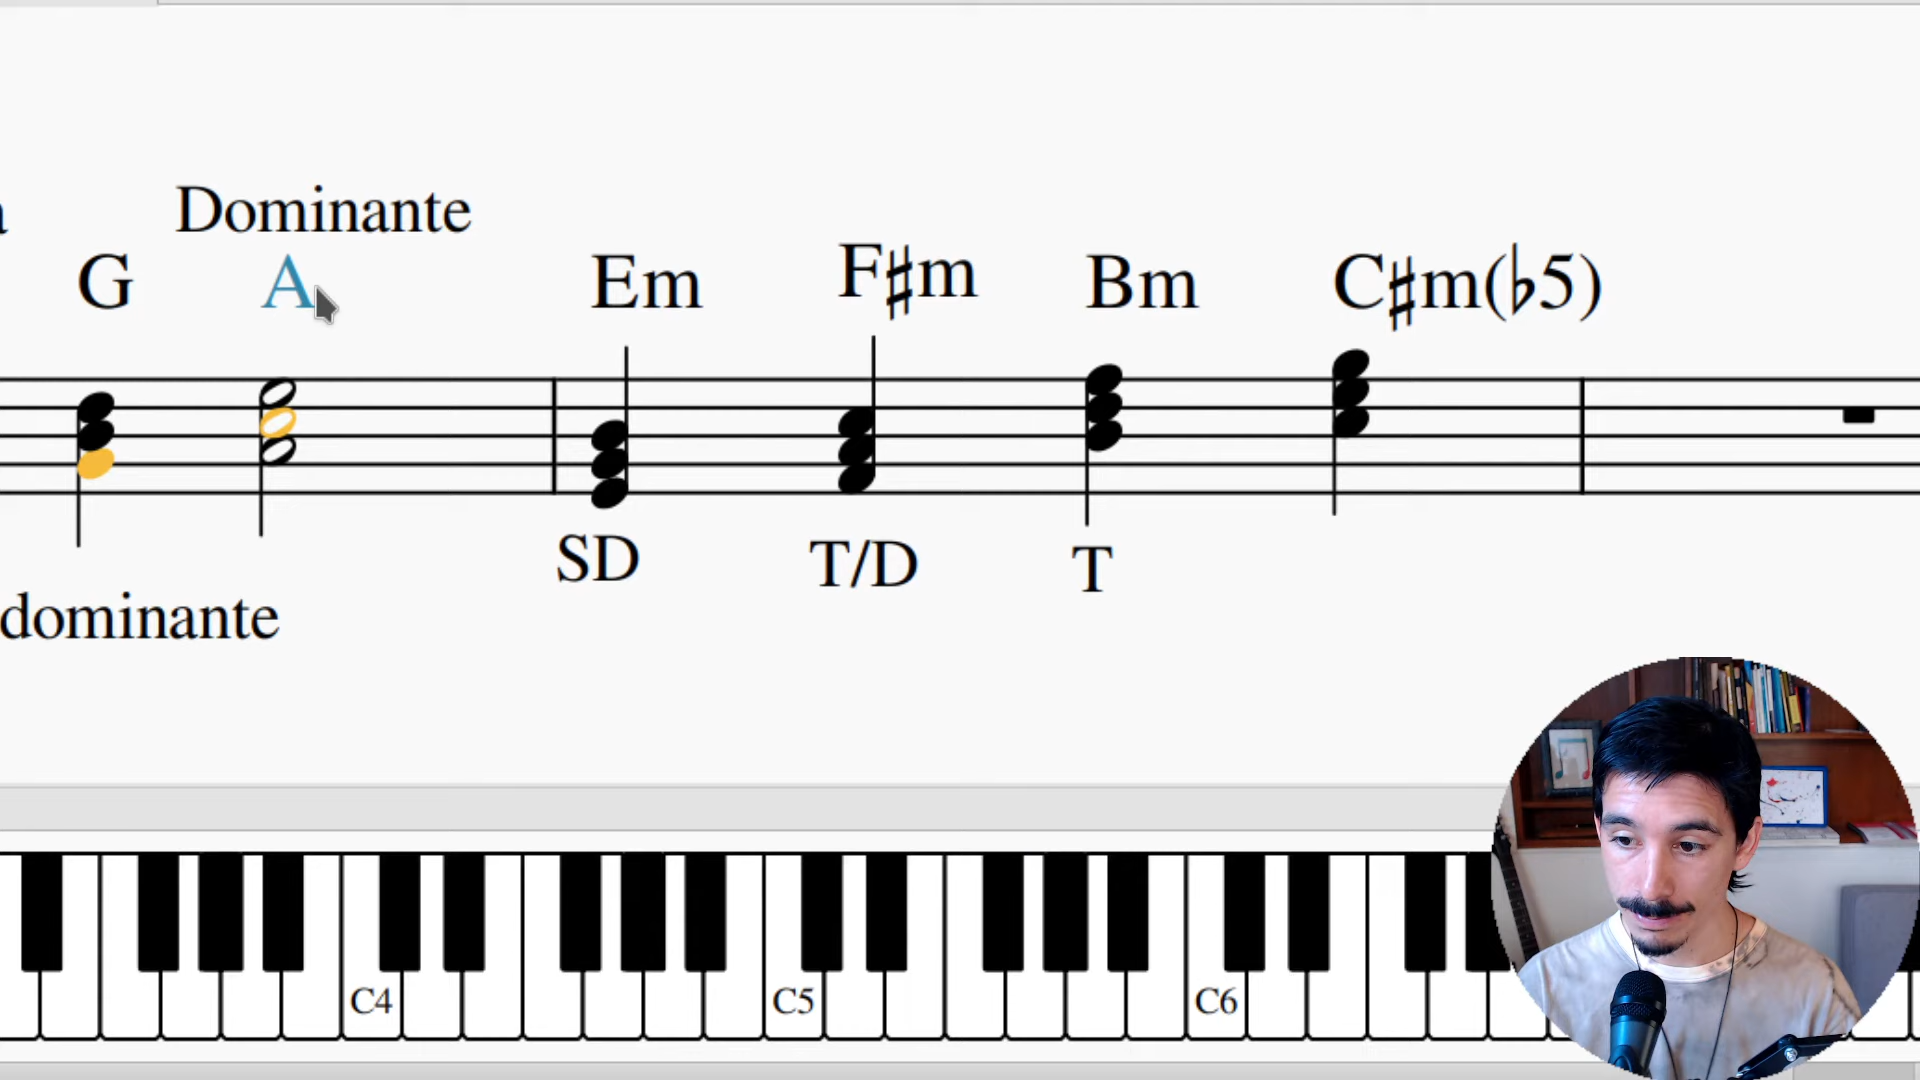 a
Dominante
G A Em F♯m Bm C♯m(♭5)
SD T/D T
dominante
C4 C5 C6